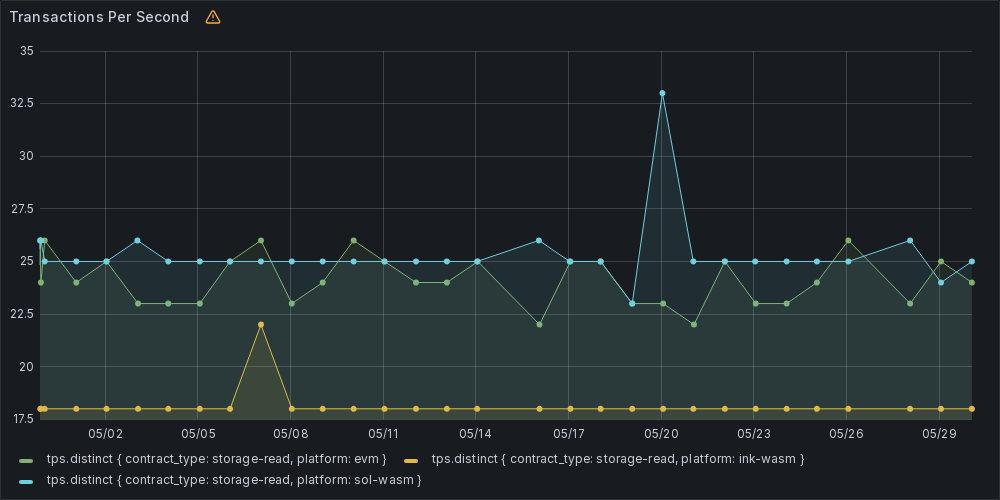 Transactions Per Second
35
32.5
30
27.5
25
22.5
20
17.5
05/02 05/05 05/08 05/11 05/14 05/17 05/20 05/23 05/26 05/29
tps.distinct { contract_type: storage-read, platform: evm } tps.distinct { contract_type: storage-read, platform: ink-wasm }
tps.distinct { contract_type: storage-read, platform: sol-wasm }